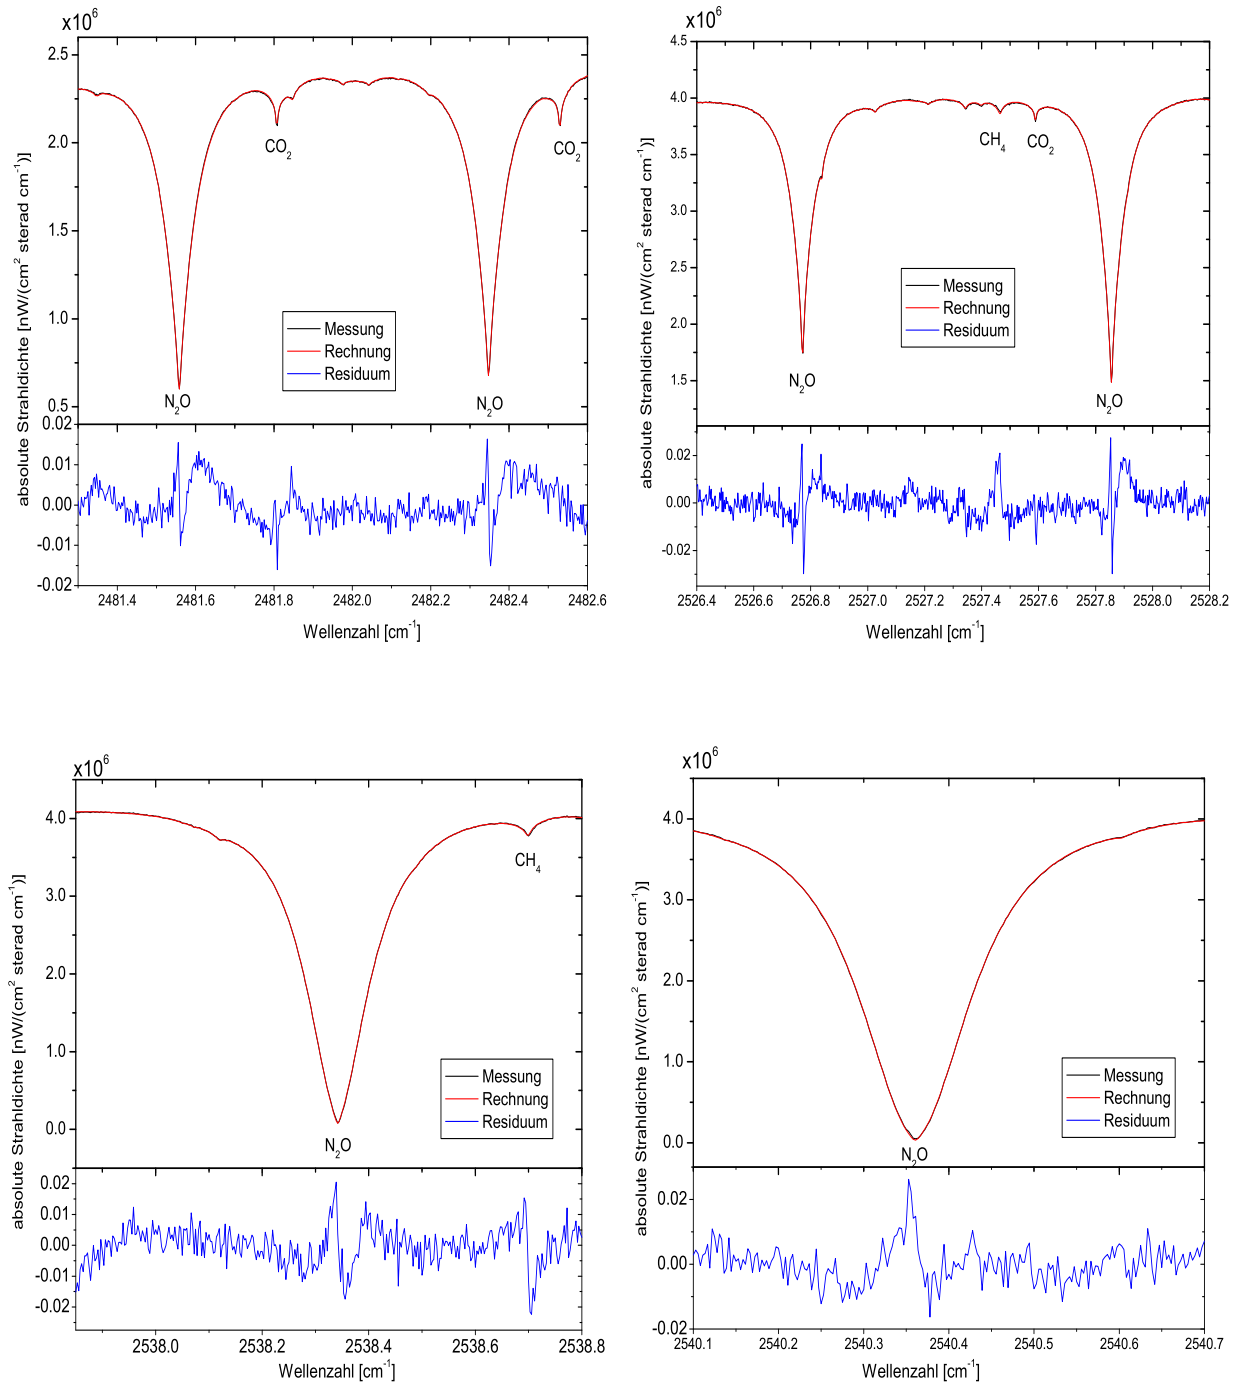 x10⁶
absolute Strahldichte [nW/(cm² sterad cm⁻¹)]
2.5
2.0
1.5
1.0
0.5
CO₂
CO₂
N₂O
N₂O
Messung
Rechnung
Residuum
0.02
0.01
0.00
-0.01
-0.02
2481.4 2481.6 2481.8 2482.0 2482.2 2482.4 2482.6
Wellenzahl [cm⁻¹]
x10⁶
absolute Strahldichte [nW/(cm² sterad cm⁻¹)]
4.5
4.0
3.5
3.0
2.5
2.0
1.5
CH₄
CO₂
N₂O
N₂O
Messung
Rechnung
Residuum
0.02
0.00
-0.02
2526.4 2526.6 2526.8 2527.0 2527.2 2527.4 2527.6 2527.8 2528.0 2528.2
Wellenzahl [cm⁻¹]
x10⁶
absolute Strahldichte [nW/(cm² sterad cm⁻¹)]
4.0
3.0
2.0
1.0
0.0
CH₄
N₂O
Messung
Rechnung
Residuum
0.02
0.01
0.00
-0.01
-0.02
2538.0 2538.2 2538.4 2538.6 2538.8
Wellenzahl [cm⁻¹]
x10⁶
absolute Strahldichte [nW/(cm² sterad cm⁻¹)]
4.0
3.0
2.0
1.0
0.0
N₂O
Messung
Rechnung
Residuum
0.02
0.00
-0.02
2540.1 2540.2 2540.3 2540.4 2540.5 2540.6 2540.7
Wellenzahl [cm⁻¹]